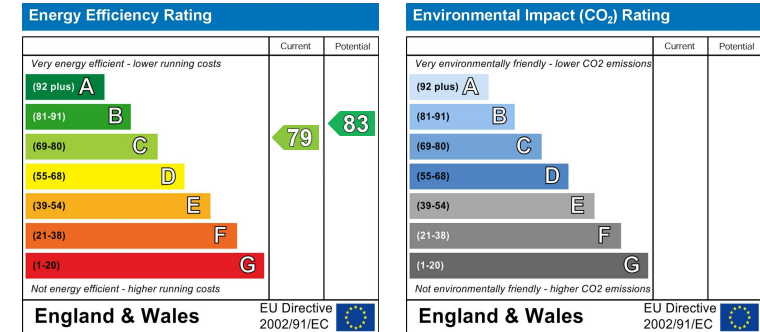 Energy Efficiency Rating
Current Potential
Very energy efficient - lower running costs
(92 plus) A
(81-91) B
(69-80) C
(55-68) D
(39-54) E
(21-38) F
(1-20) G
79
83
Not energy efficient - higher running costs
England & Wales
EU Directive
2002/91/EC
Environmental Impact (CO₂) Rating
Current Potential
Very environmentally friendly - lower CO2 emissions
(92 plus) A
(81-91) B
(69-80) C
(55-68) D
(39-54) E
(21-38) F
(1-20) G
Not environmentally friendly - higher CO2 emissions
England & Wales
EU Directive
2002/91/EC